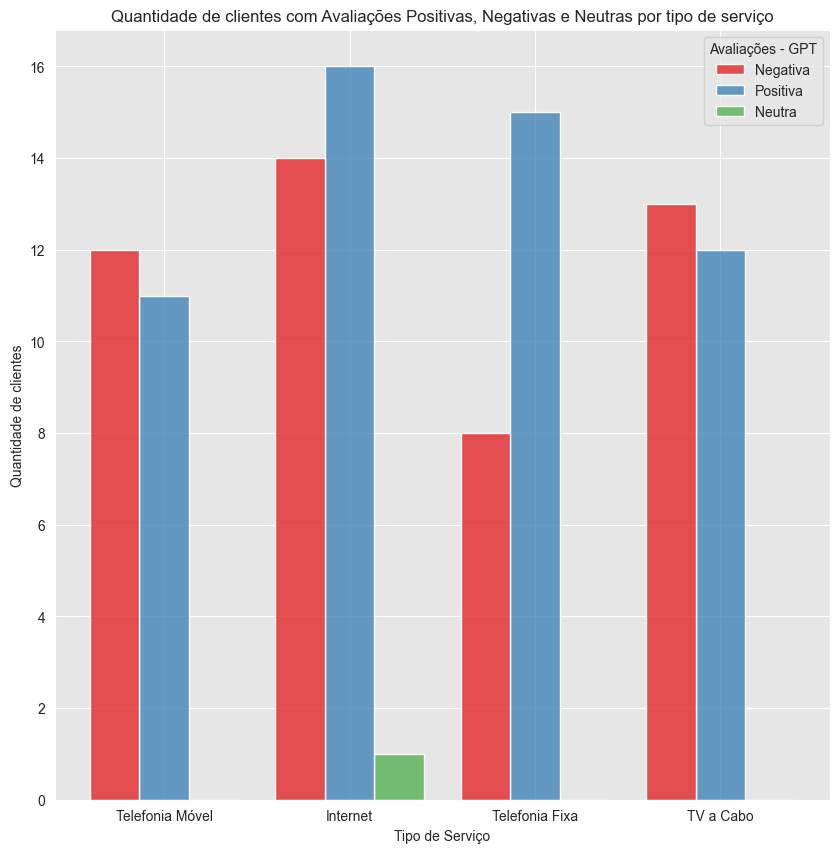 Quantidade de clientes com Avaliações Positivas, Negativas e Neutras por tipo de serviço
Avaliações - GPT
Negativa
Positiva
Neutra
Quantidade de clientes
16
14
12
10
8
6
4
2
0
Telefonia Móvel
Internet
Telefonia Fixa
TV a Cabo
Tipo de Serviço